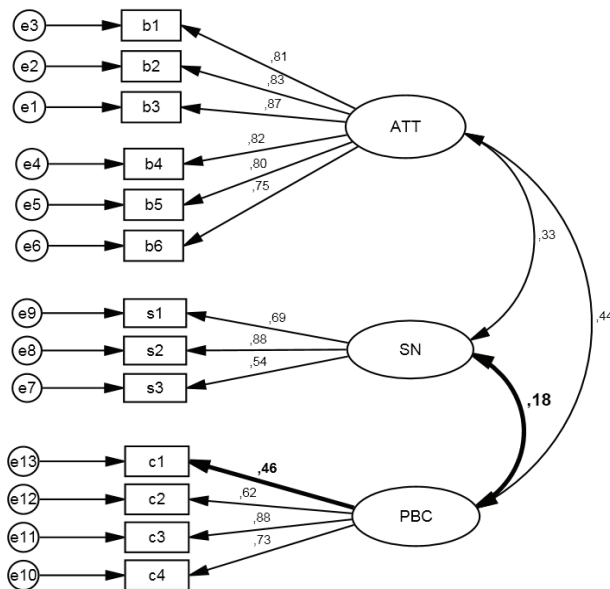 e3 b1
,81
e2 b2
,83
e1 b3
,87
ATT
e4 b4
,82
e5 b5
,80
e6 b6
,75
,33
e9 s1
,69
,44
e8 s2
,88
SN
e7 s3
,54
,18
e13 c1
,46
e12 c2
,62
e11 c3
,88
PBC
e10 c4
,73